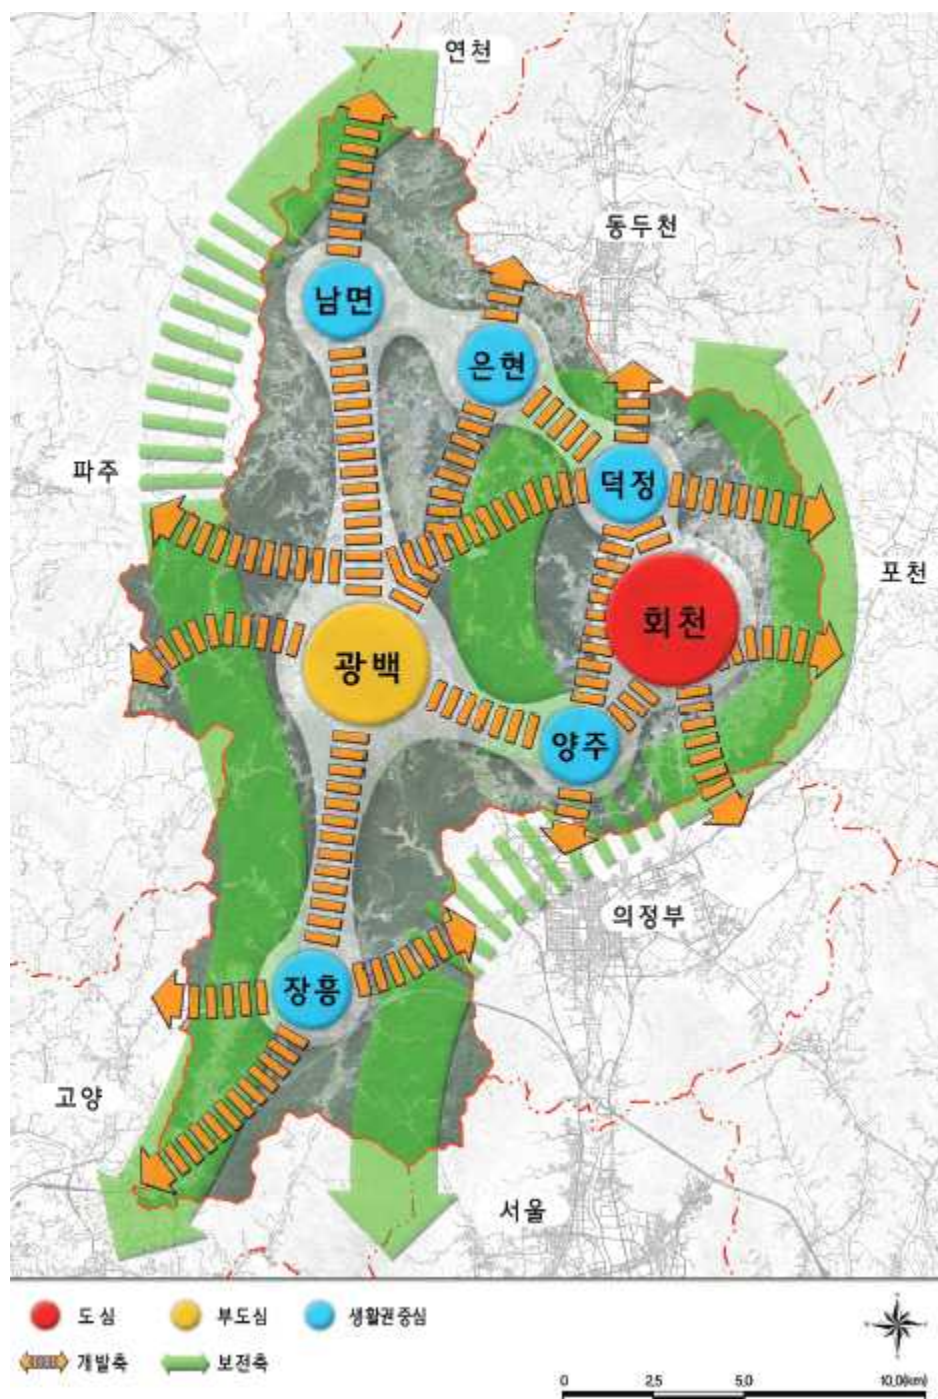 연천
동두천
남면
은현
파주
덕정
포천
회천
광백
양주
의정부
장흥
고양
서울
도심
부도심
생활권중심
개발축
보전축
0 2,5 5,0 10,0(km)